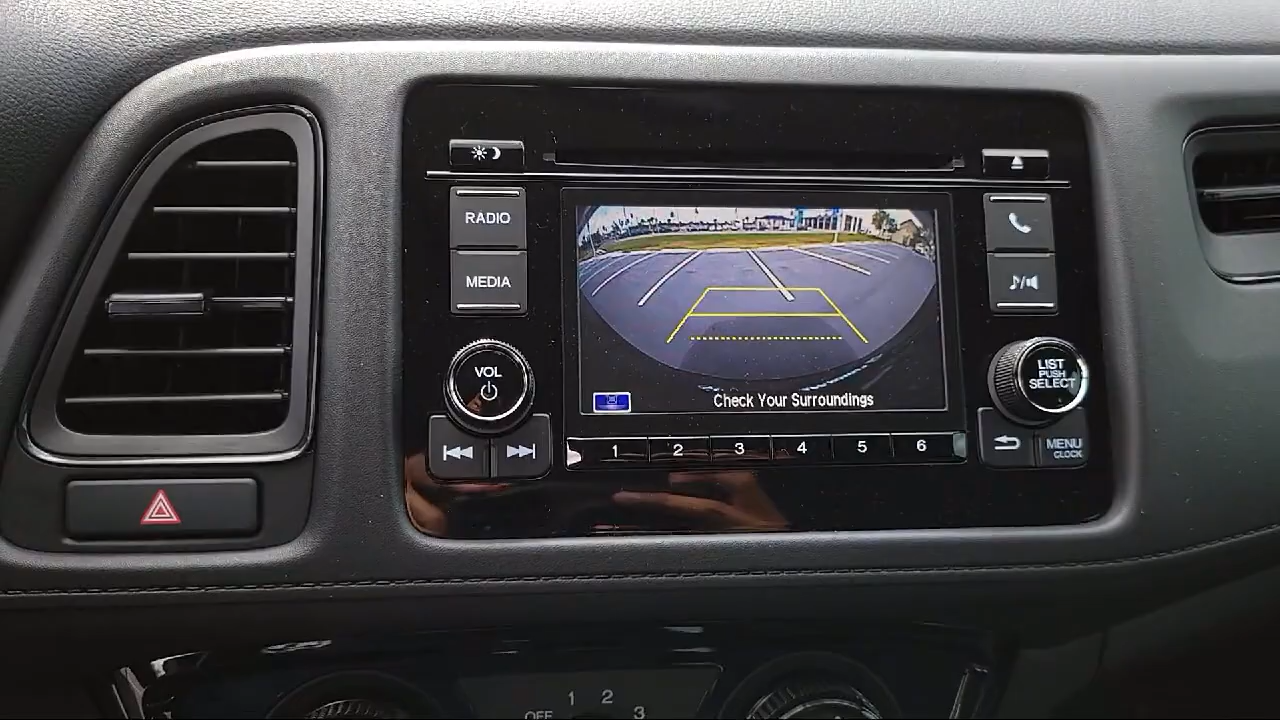 RADIO
MEDIA
VOL
Check Your Surroundings
LIST
PUSH
SELECT
1 2 3 4 5 6
MENU
CLOCK
OFF 1 2 3